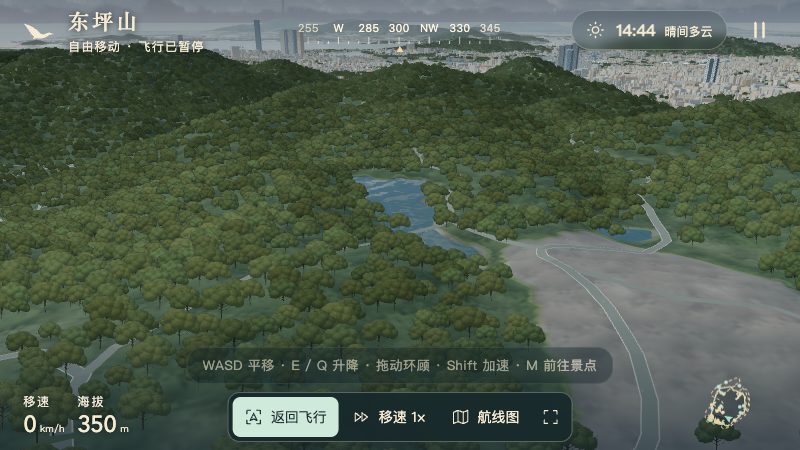 东坪山
自由移动 · 飞行已暂停
255 W 285 300 NW 330 345
14:44 晴间多云
WASD 平移 · E / Q 升降 · 拖动环顾 · Shift 加速 · M 前往景点
移速 海拔
0 km/h 350 m
A 返回飞行 移速 1x 航线图